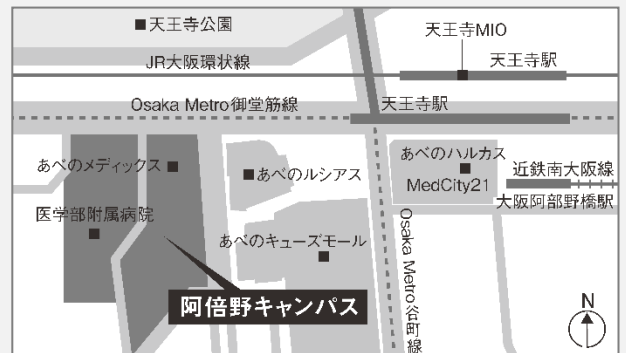 ■天王寺公園
天王寺MIO
JR大阪環状線
天王寺駅
Osaka Metro御堂筋線
天王寺駅
あべのメディックス
あべのルシアス
あべのハルカス
MedCity21
近鉄南大阪線
大阪阿部野橋駅
医学部附属病院
あべのキューズモール
Osaka Metro谷町線
阿倍野キャンパス
N